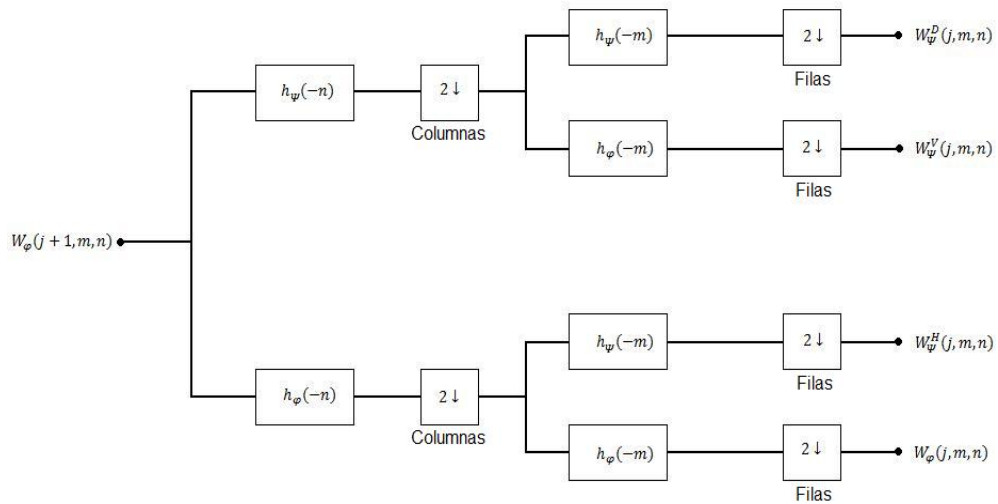 h_ψ(−m)
2↓
W_ψ^D(j,m,n)
Filas
h_ψ(−n)
2↓
Columnas
h_φ(−m)
2↓
W_ψ^V(j,m,n)
Filas
W_φ(j+1,m,n)
h_ψ(−m)
2↓
W_ψ^H(j,m,n)
Filas
h_φ(−n)
2↓
Columnas
h_φ(−m)
2↓
W_φ(j,m,n)
Filas